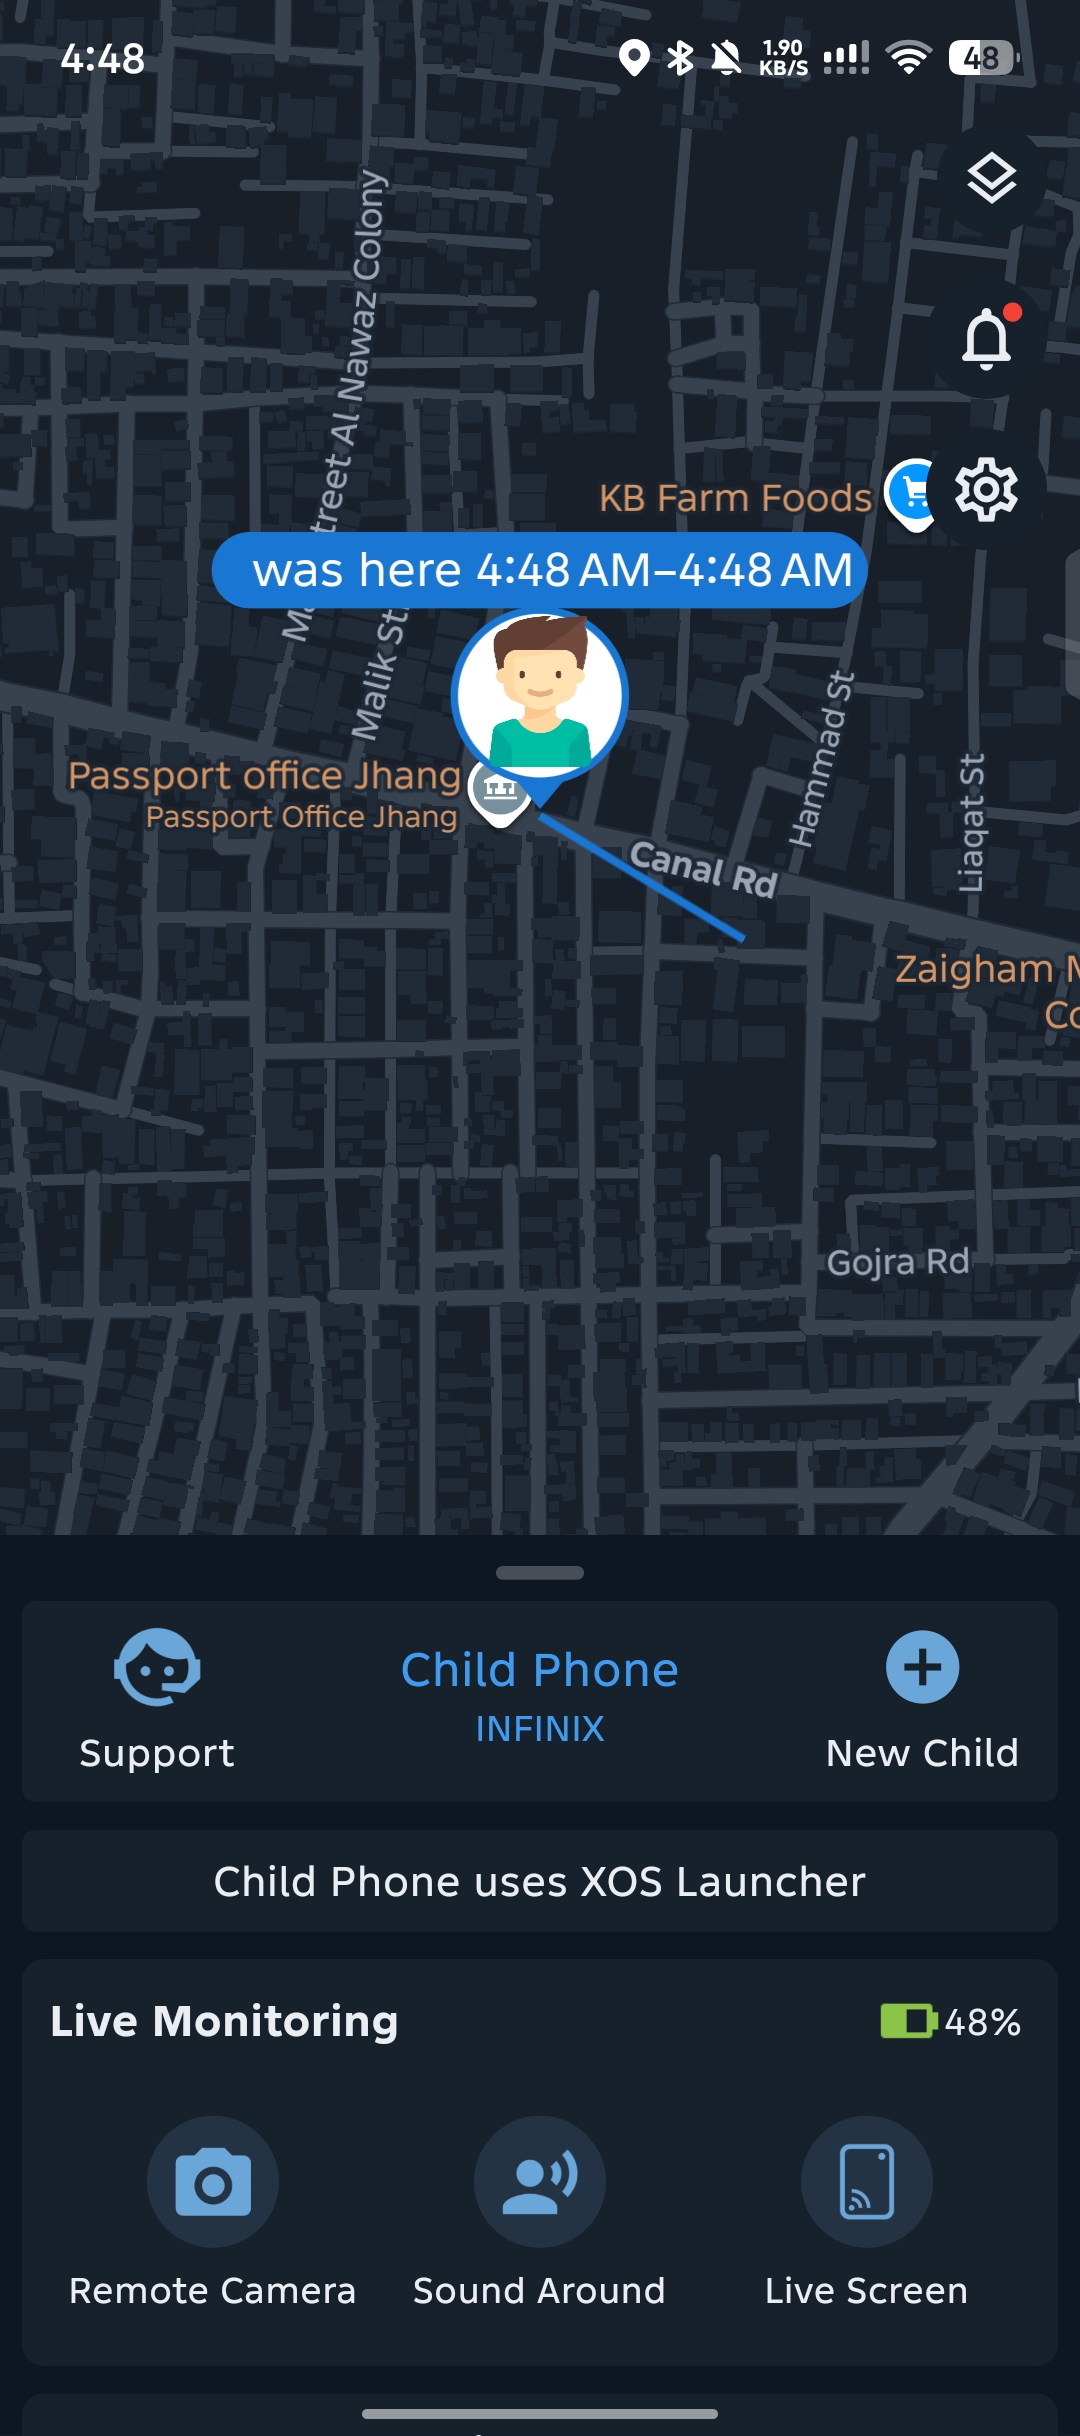 4:48
1.90
KB/S
48
treet Al Nawaz Colony
KB Farm Foods
was here 4:48 AM–4:48 AM
Malik St
Hammad St
Passport office Jhang
Passport Office Jhang
Liaqat St
Canal Rd
Zaigham M
Co
Gojra Rd
Child Phone
INFINIX
Support
New Child
Child Phone uses XOS Launcher
Live Monitoring
48%
Remote Camera
Sound Around
Live Screen